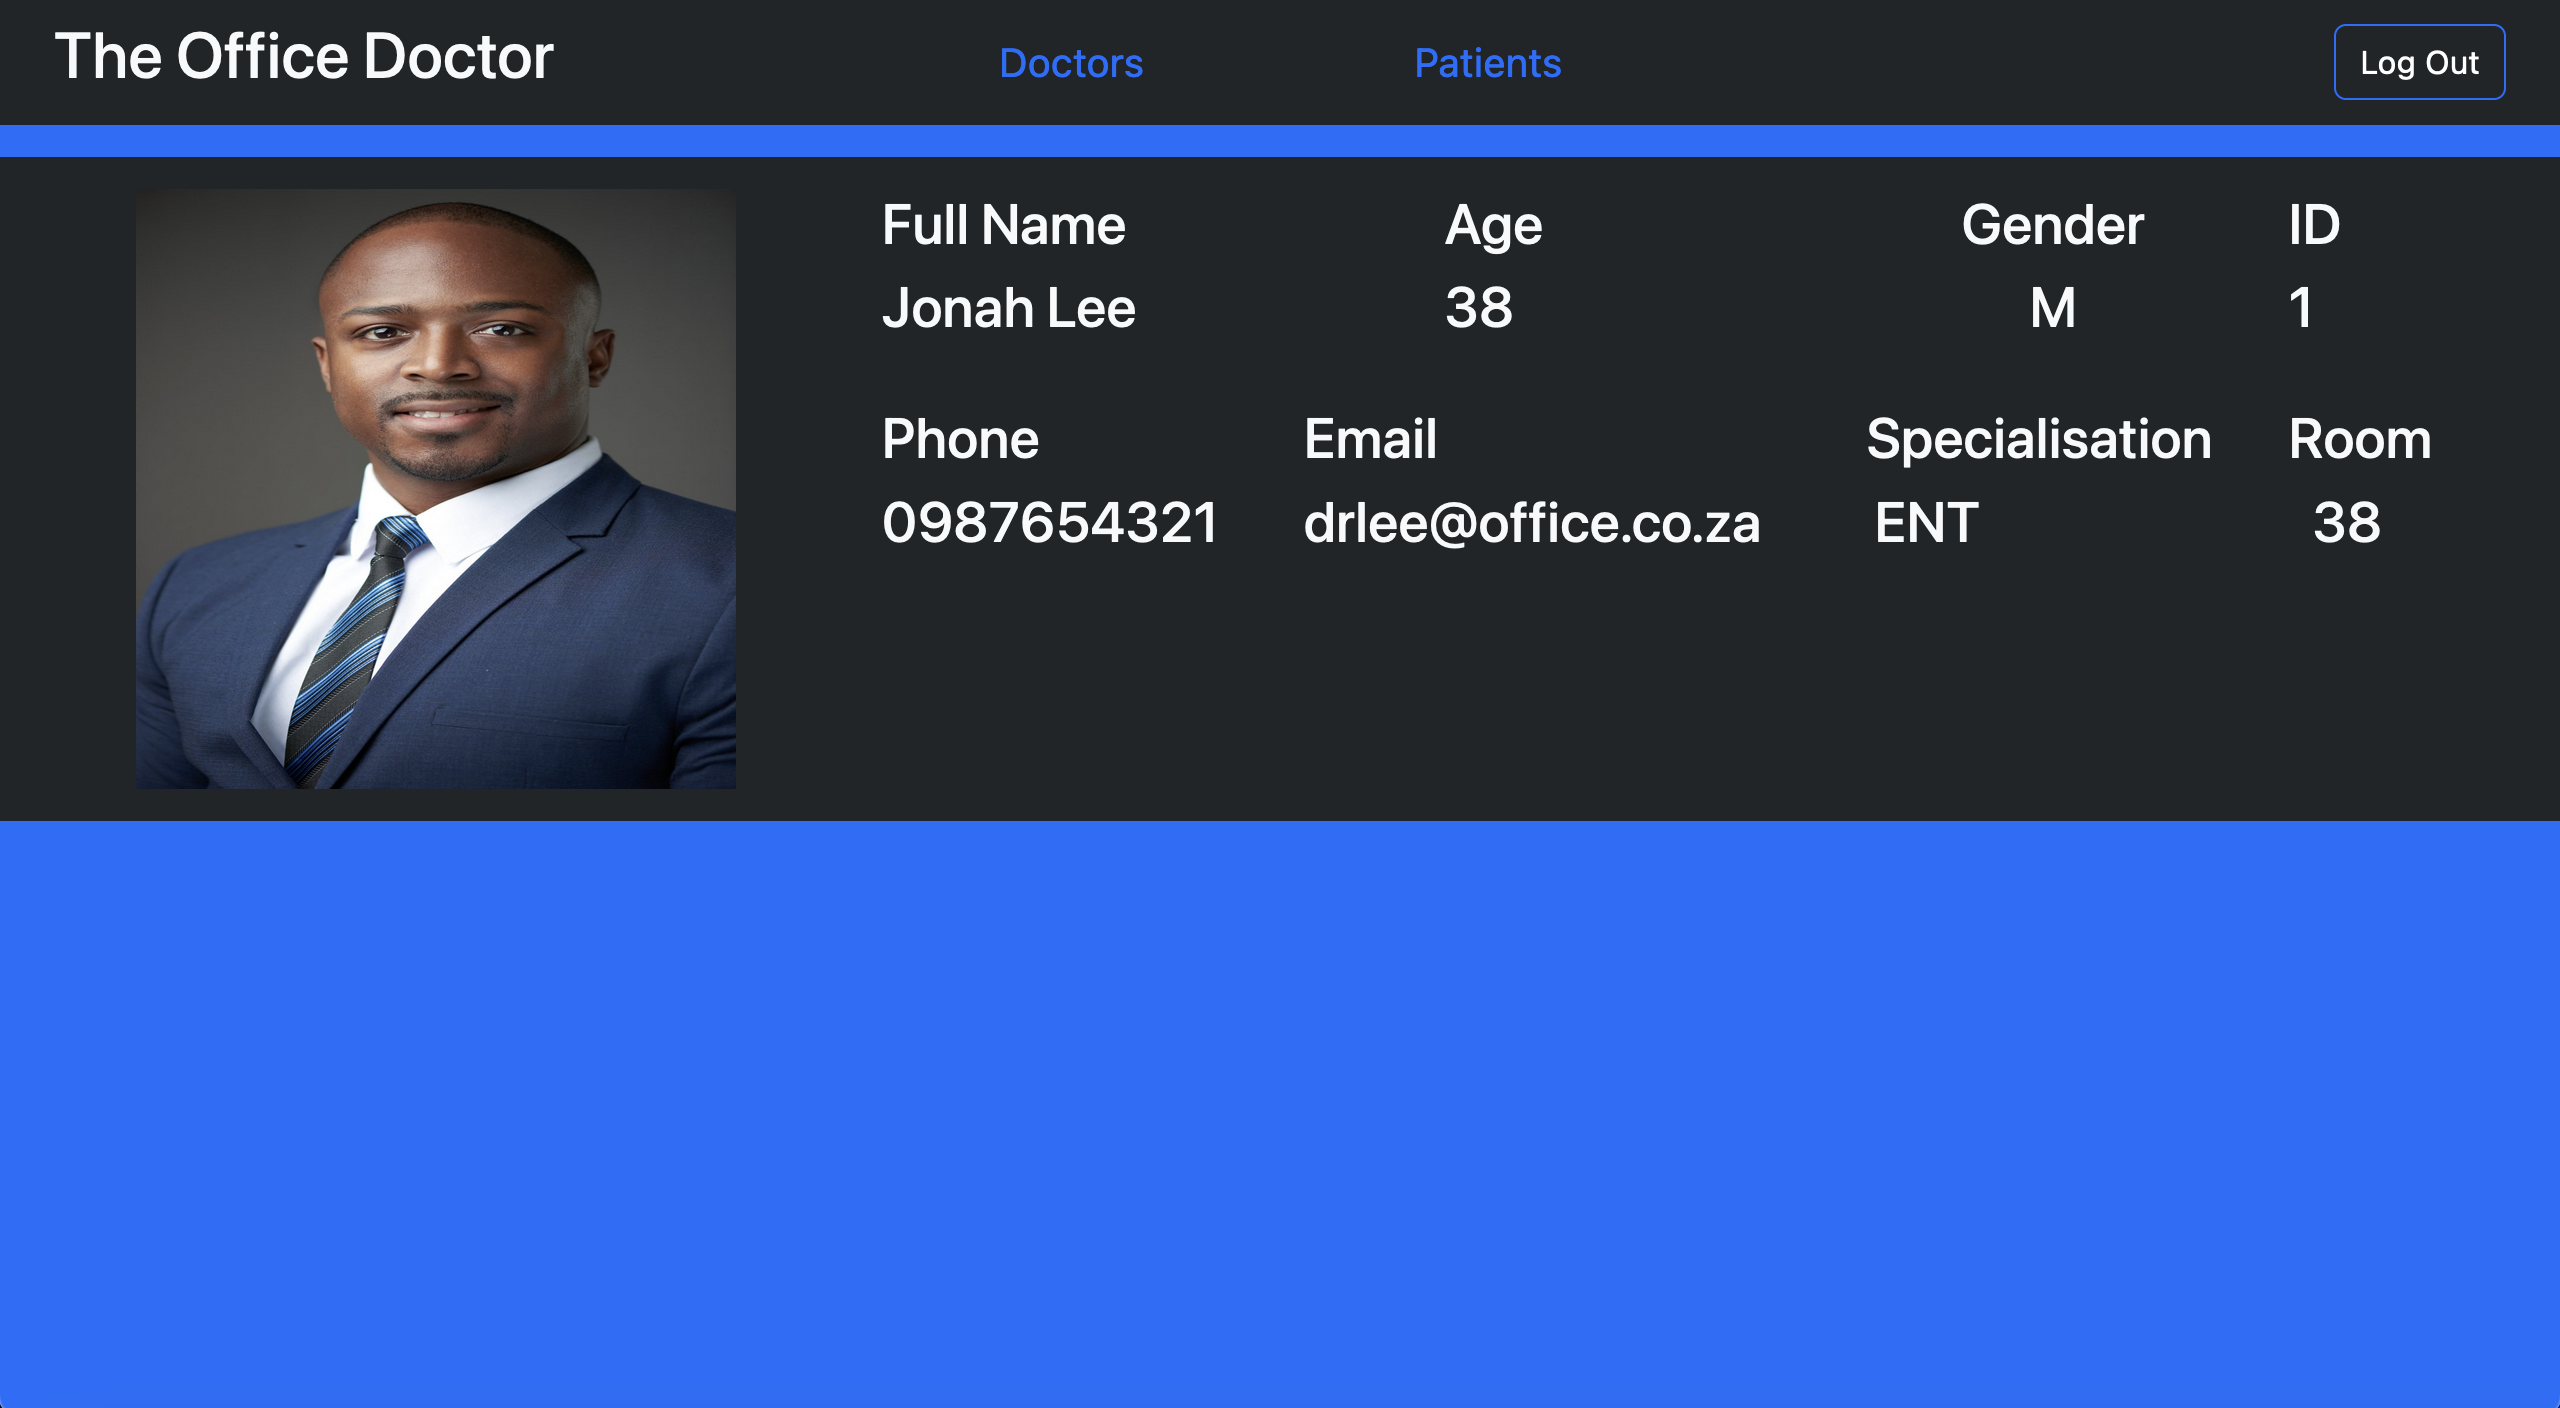 The Office Doctor
Doctors
Patients
Log Out
Full Name
Age
Gender
ID
Jonah Lee
38
M
1
Phone
Email
Specialisation
Room
0987654321
drlee@office.co.za
ENT
38